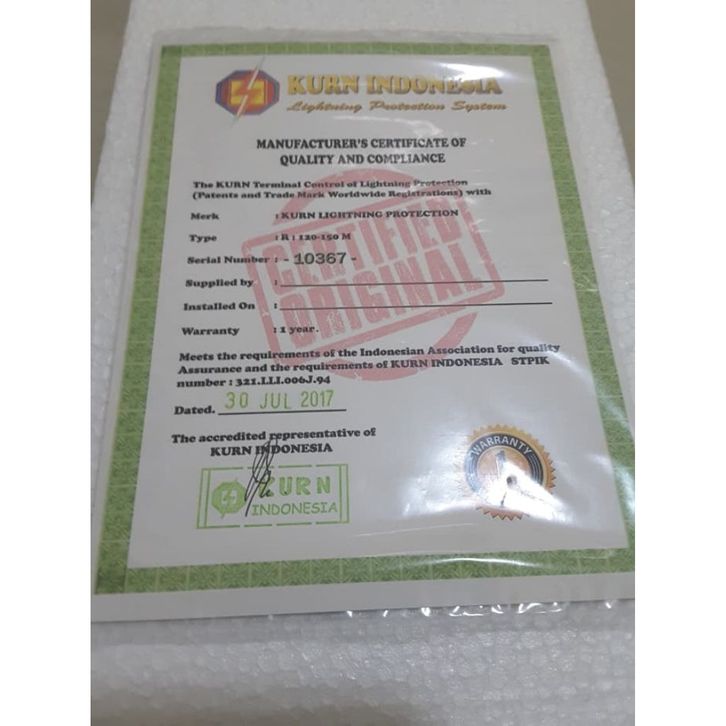 KURN INDONESIA
Lightning Protection System
MANUFACTURER'S CERTIFICATE OF
QUALITY AND COMPLIANCE
The KURN Terminal Control of Lightning Protection
(Patents and Trade Mark Worldwide Registrations) with
Merk : KURN LIGHTNING PROTECTION
Type : R : 120-150 M
Serial Number : - 10367 -
Supplied by :
Installed On :
Warranty : 1 year.
CERTIFIED
ORIGINAL
Meets the requirements of the Indonesian Association for quality
Assurance and the requirements of KURN INDONESIA STPIK
number : 321.LLI.006J.94
Dated. 30 JUL 2017
The accredited representative of
KURN INDONESIA
KURN
INDONESIA
WARRANTY
1